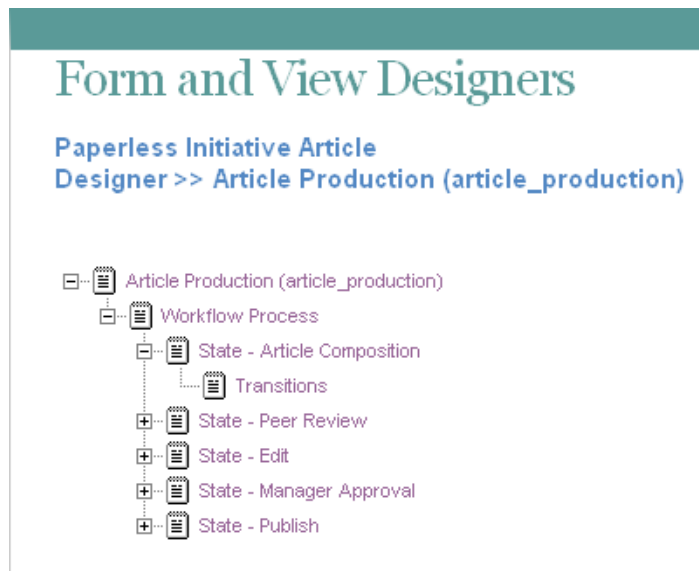 Form and View Designers
Paperless Initiative Article
Designer >> Article Production (article_production)
Article Production (article_production)
Workflow Process
State - Article Composition
Transitions
State - Peer Review
State - Edit
State - Manager Approval
State - Publish